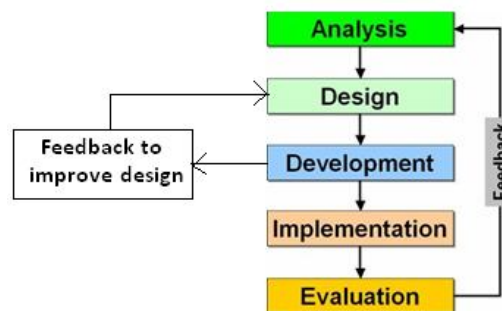 Analysis
Design
Feedback to
improve design
Development
Implementation
Evaluation
Feedback